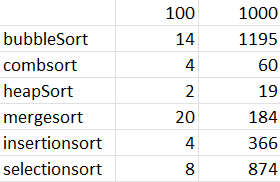 100 1000
bubbleSort 14 1195
combsort 4 60
heapSort 2 19
mergesort 20 184
insertionsort 4 366
selectionsort 8 874